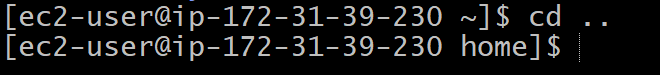 [ec2-user@ip-172-31-39-230 ~]$ cd ..
[ec2-user@ip-172-31-39-230 home]$